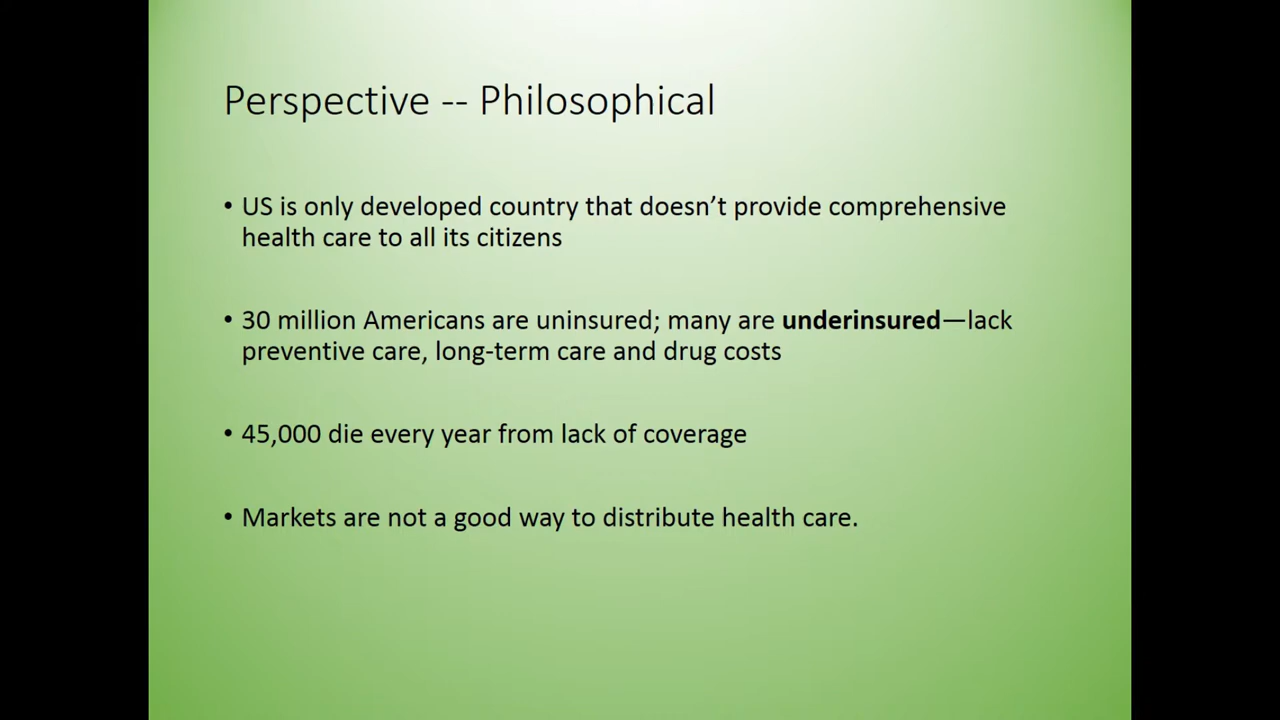 Perspective -- Philosophical
• US is only developed country that doesn’t provide comprehensive
health care to all its citizens
• 30 million Americans are uninsured; many are underinsured—lack
preventive care, long-term care and drug costs
• 45,000 die every year from lack of coverage
• Markets are not a good way to distribute health care.